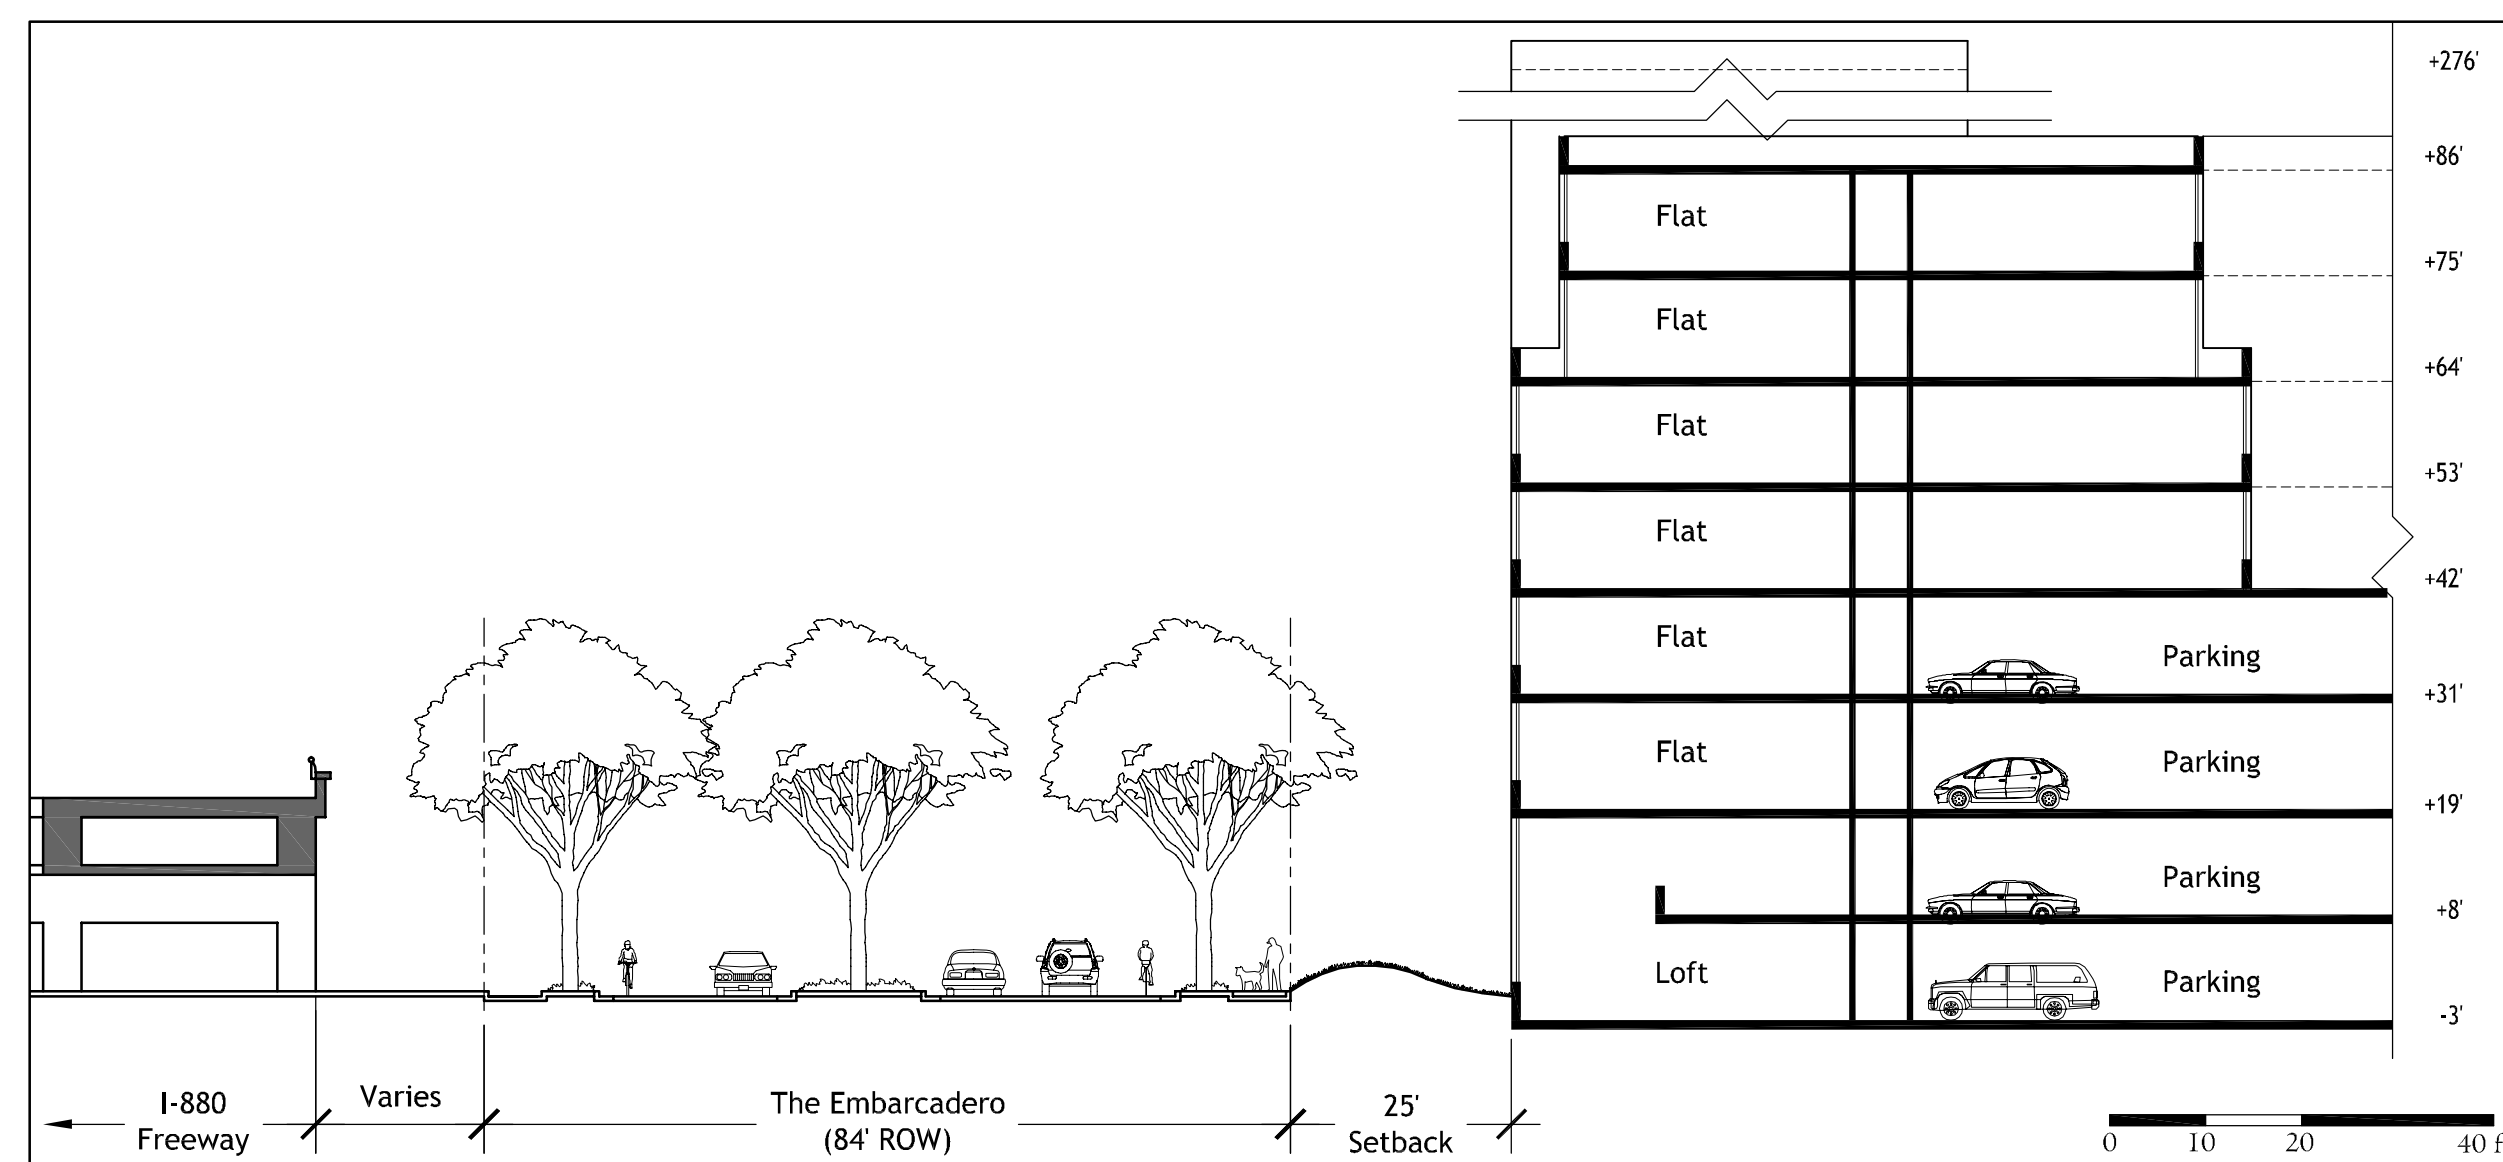 +276'
+86'
Flat
+75'
Flat
+64'
Flat
+53'
Flat
+42'
Flat
Parking
+31'
Flat
Parking
+19'
Parking
+8'
Loft
Parking
-3'
I-880
Freeway
Varies
The Embarcadero
(84' ROW)
25'
Setback
0 10 20 40 f